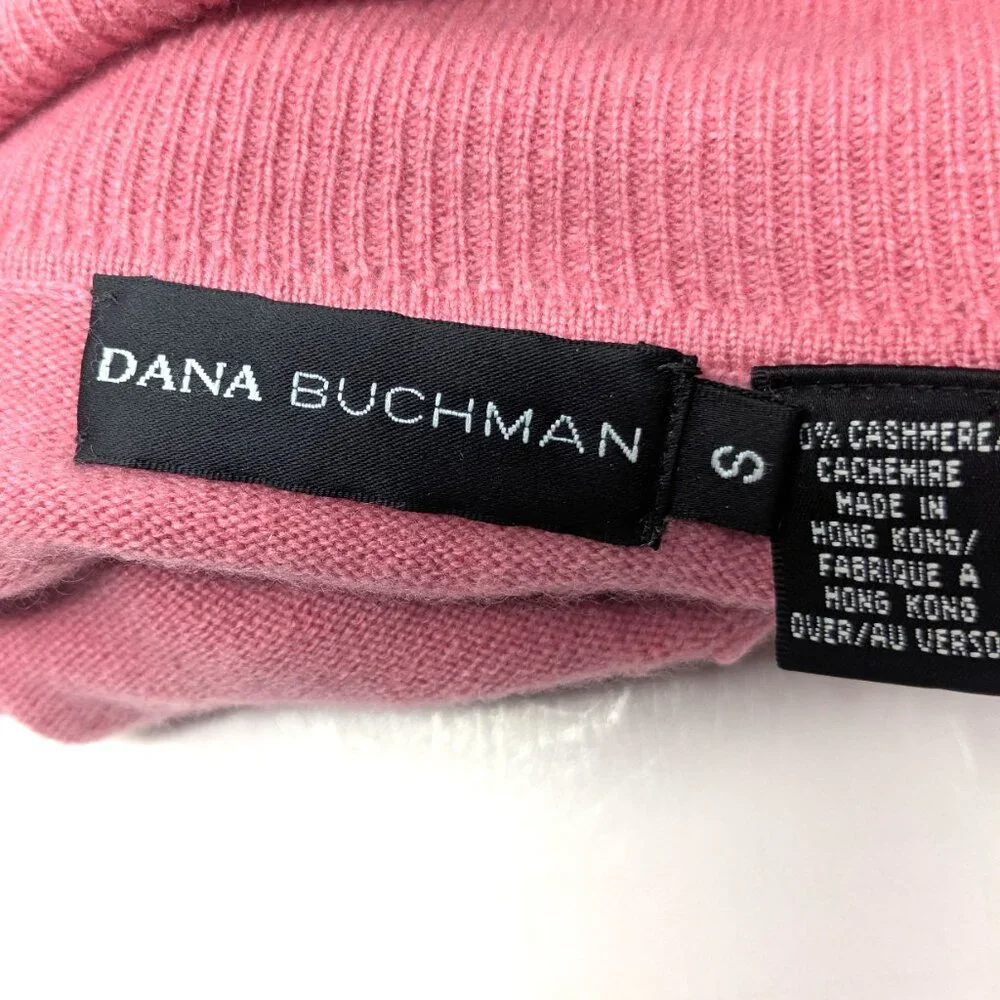 DANA BUCHMAN
S
0% CASHMERE/
CACHEMIRE
MADE IN
HONG KONG/
FABRIQUE A
HONG KONG
OVER/AU VERSO